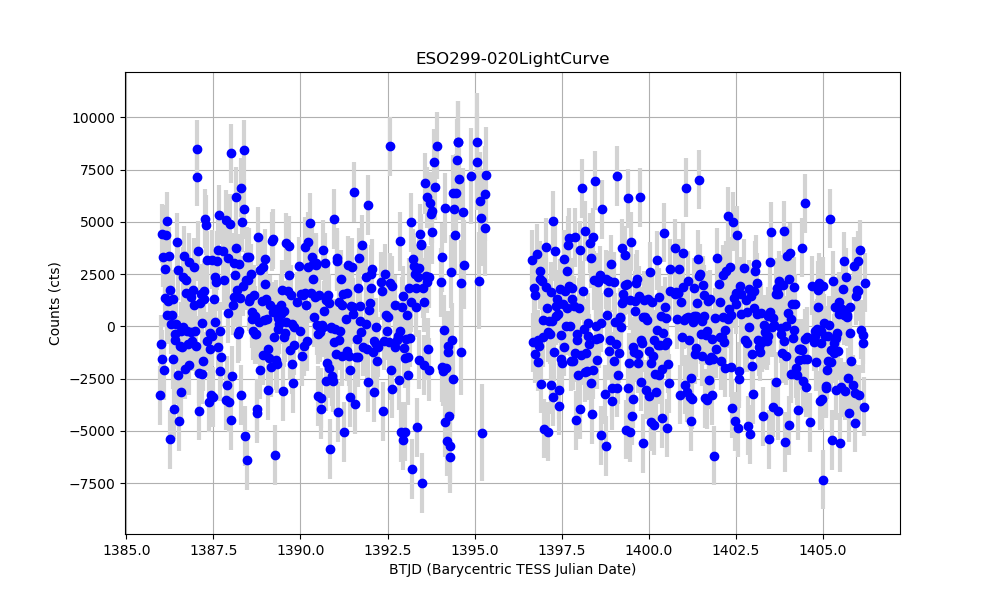 ESO299-020LightCurve
Counts (cts)
10000
7500
5000
2500
0
−2500
−5000
−7500
1385.0 1387.5 1390.0 1392.5 1395.0 1397.5 1400.0 1402.5 1405.0
BTJD (Barycentric TESS Julian Date)